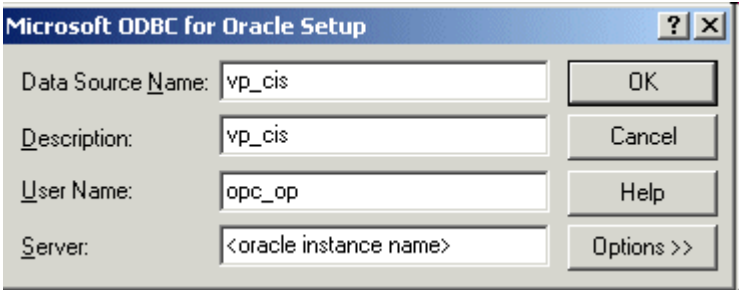 Microsoft ODBC for Oracle Setup ? X
Data Source Name: vp_cis OK
Description: vp_cis Cancel
User Name: opc_op Help
Server: <oracle instance name> Options >>